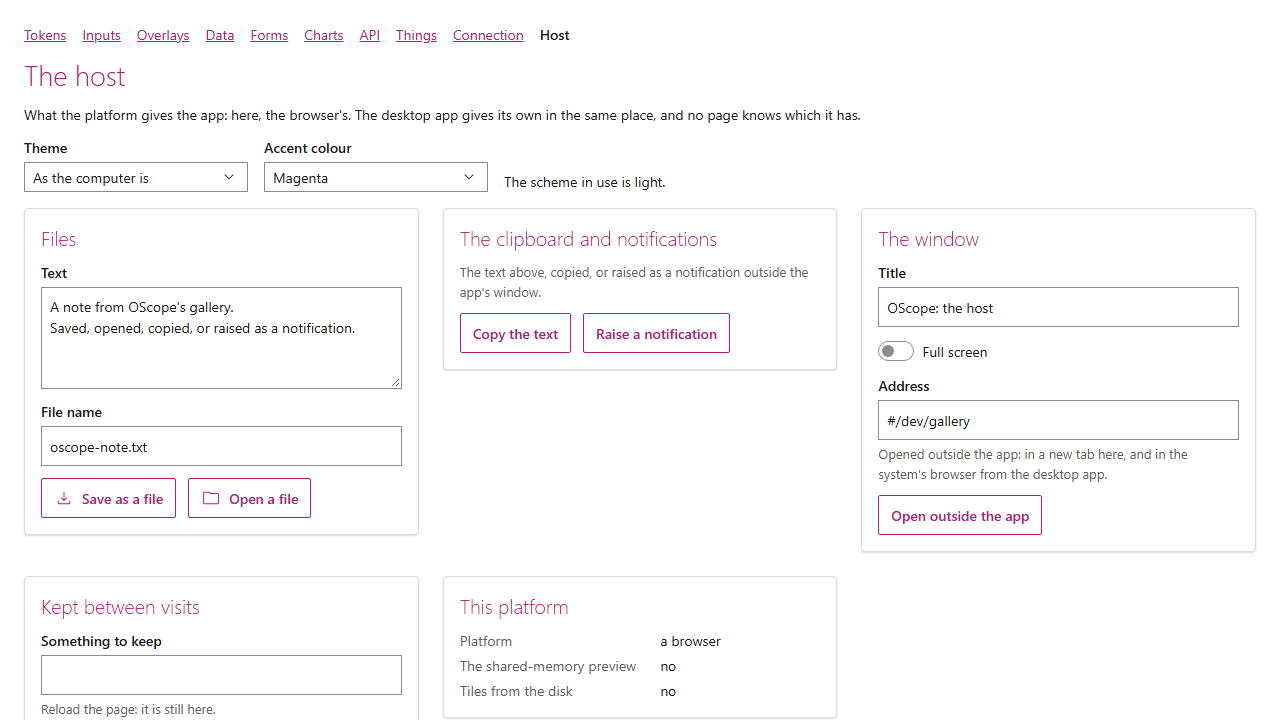 Tokens Inputs Overlays Data Forms Charts API Things Connection Host
The host
What the platform gives the app: here, the browser's. The desktop app gives its own in the same place, and no page knows which it has.
Theme
As the computer is
Accent colour
Magenta
The scheme in use is light.
Files
Text
A note from OScope's gallery.
Saved, opened, copied, or raised as a notification.
File name
oscope-note.txt
Save as a file
Open a file
The clipboard and notifications
The text above, copied, or raised as a notification outside the
app's window.
Copy the text
Raise a notification
The window
Title
OScope: the host
Full screen
Address
#/dev/gallery
Opened outside the app: in a new tab here, and in the
system's browser from the desktop app.
Open outside the app
Kept between visits
Something to keep
Reload the page: it is still here.
This platform
Platform a browser
The shared-memory preview no
Tiles from the disk no